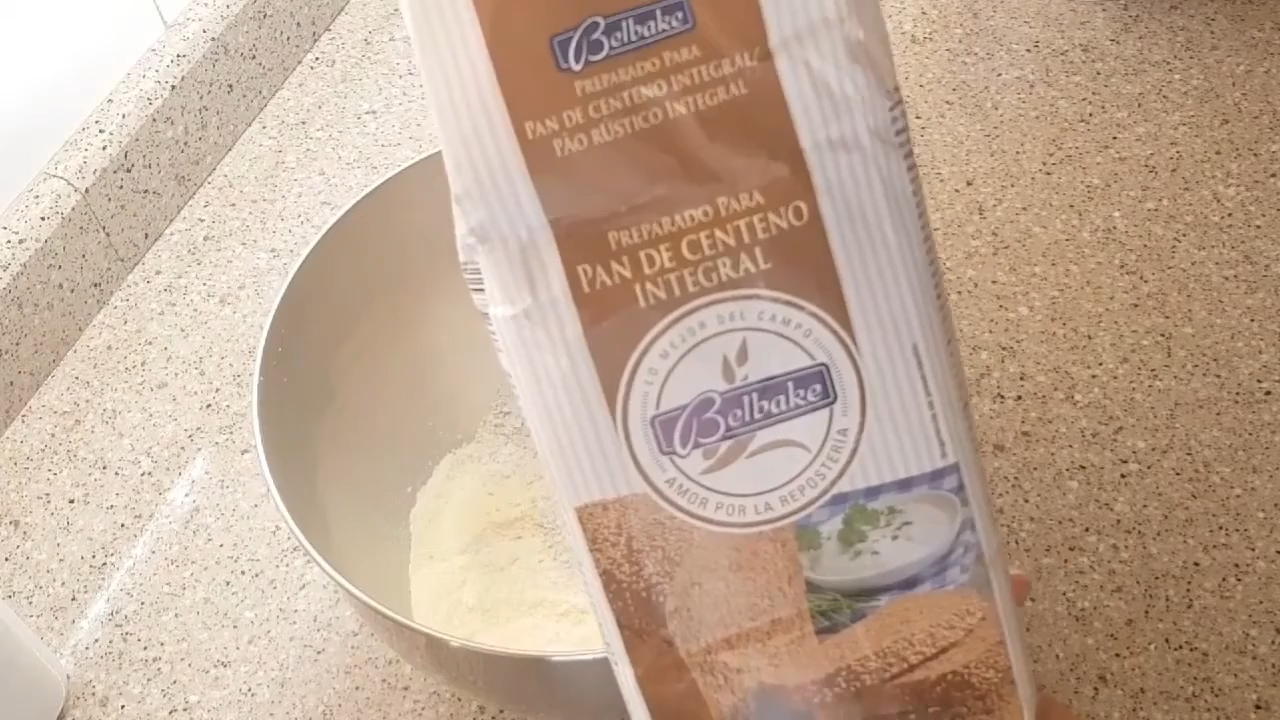 Belbake
PREPARADO PARA
PAN DE CENTENO INTEGRAL/
PÃO RÚSTICO INTEGRAL
PREPARADO PARA
PAN DE CENTENO
INTEGRAL
LO MEJOR DEL CAMPO
Belbake
AMOR POR LA REPOSTERÍA